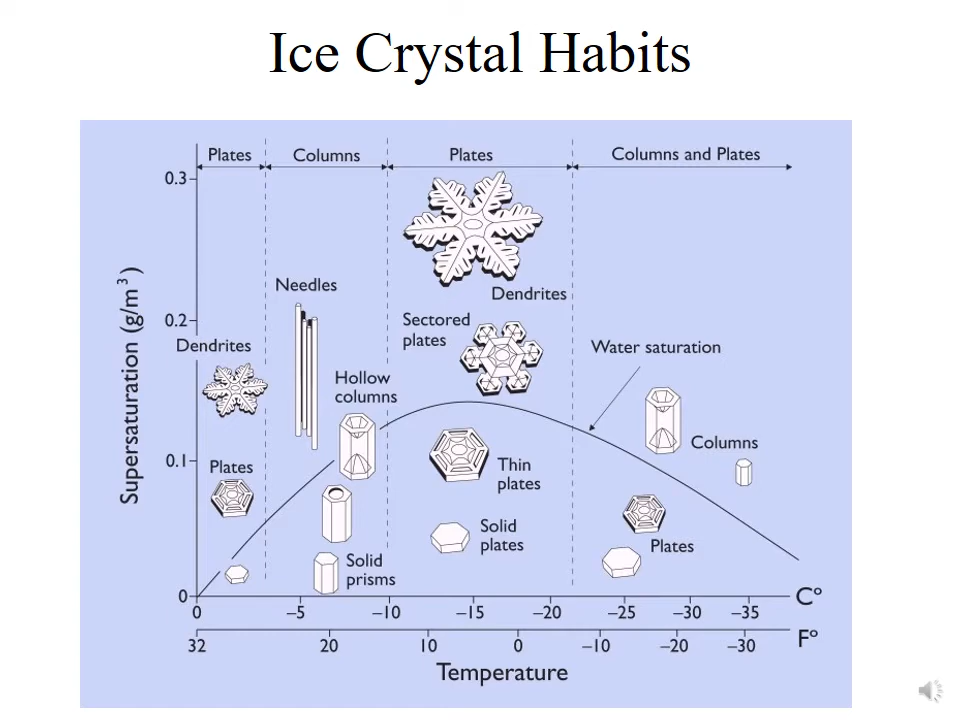 Ice Crystal Habits
Plates
Columns
Plates
Columns and Plates
0.3
Needles
Dendrites
0.2
Sectored
plates
Dendrites
Water saturation
Hollow
columns
Supersaturation (g/m³)
Columns
0.1
Plates
Thin
plates
Solid
plates
Plates
Solid
prisms
0
0
–5
–10
–15
–20
–25
–30
–35
C°
32
20
10
0
–10
–20
–30
F°
Temperature